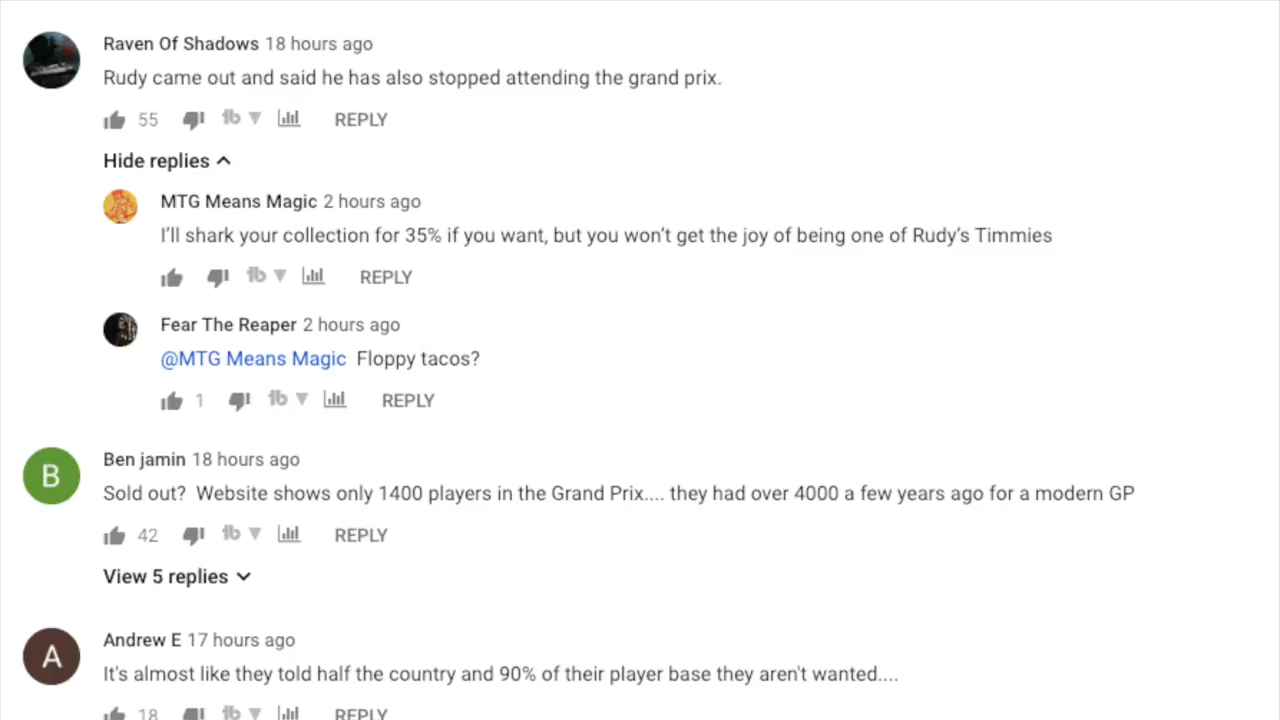 Raven Of Shadows 18 hours ago
Rudy came out and said he has also stopped attending the grand prix.
55 REPLY
Hide replies
MTG Means Magic 2 hours ago
I’ll shark your collection for 35% if you want, but you won’t get the joy of being one of Rudy’s Timmies
REPLY
Fear The Reaper 2 hours ago
@MTG Means Magic Floppy tacos?
1 REPLY
B
Ben jamin 18 hours ago
Sold out? Website shows only 1400 players in the Grand Prix.... they had over 4000 a few years ago for a modern GP
42 REPLY
View 5 replies
A
Andrew E 17 hours ago
It's almost like they told half the country and 90% of their player base they aren't wanted....
18 REPLY